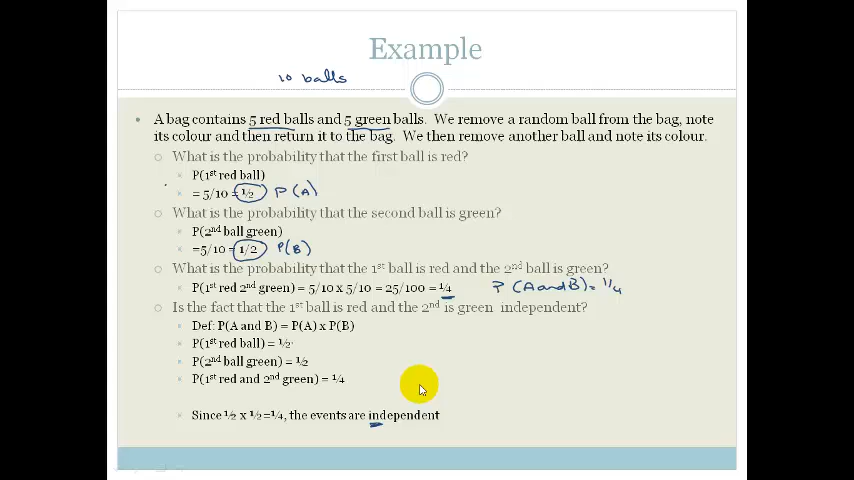 Example
10 balls
A bag contains 5 red balls and 5 green balls. We remove a random ball from the bag, note
its colour and then return it to the bag. We then remove another ball and note its colour.
What is the probability that the first ball is red?
P(1st red ball)
= 5/10 = ½ P(A)
What is the probability that the second ball is green?
P(2nd ball green)
=5/10 = 1/2 P(B)
What is the probability that the 1st ball is red and the 2nd ball is green?
P(1st red 2nd green) = 5/10 x 5/10 = 25/100 = ¼ P(A and B) = 1/4
Is the fact that the 1st ball is red and the 2nd is green independent?
Def: P(A and B) = P(A) x P(B)
P(1st red ball) = ½
P(2nd ball green) = ½
P(1st red and 2nd green) = ¼
Since ½ x ½=¼, the events are independent